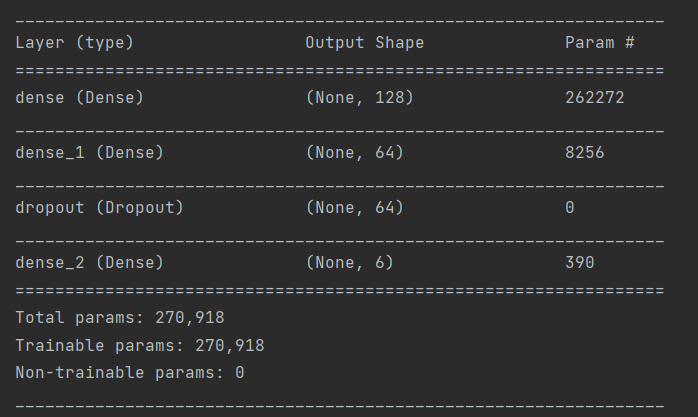 _________________________________________________________________
Layer (type)                 Output Shape              Param #
=================================================================
dense (Dense)                (None, 128)               262272
_________________________________________________________________
dense_1 (Dense)              (None, 64)                8256
_________________________________________________________________
dropout (Dropout)            (None, 64)                0
_________________________________________________________________
dense_2 (Dense)              (None, 6)                 390
=================================================================
Total params: 270,918
Trainable params: 270,918
Non-trainable params: 0
_________________________________________________________________